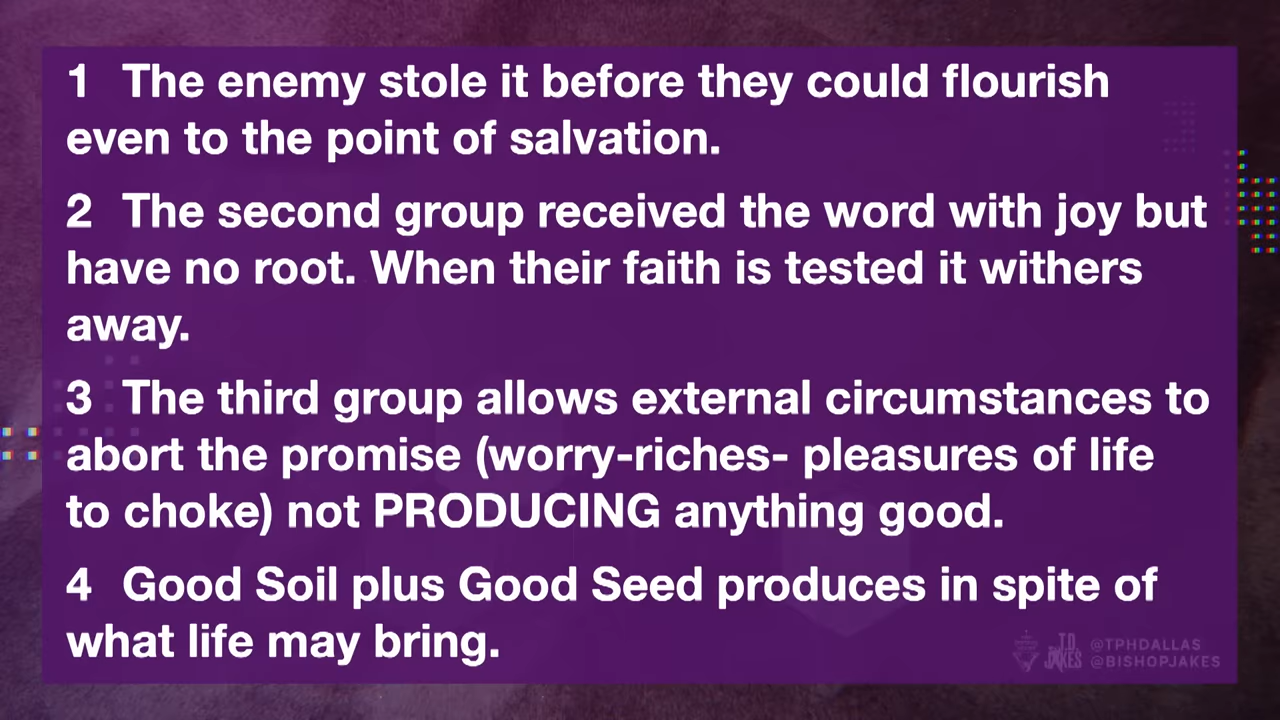 1 The enemy stole it before they could flourish
even to the point of salvation.
2 The second group received the word with joy but
have no root. When their faith is tested it withers
away.
3 The third group allows external circumstances to
abort the promise (worry-riches- pleasures of life
to choke) not PRODUCING anything good.
4 Good Soil plus Good Seed produces in spite of
what life may bring.
T.D. JAKES
@TPHDALLAS
@BISHOPJAKES